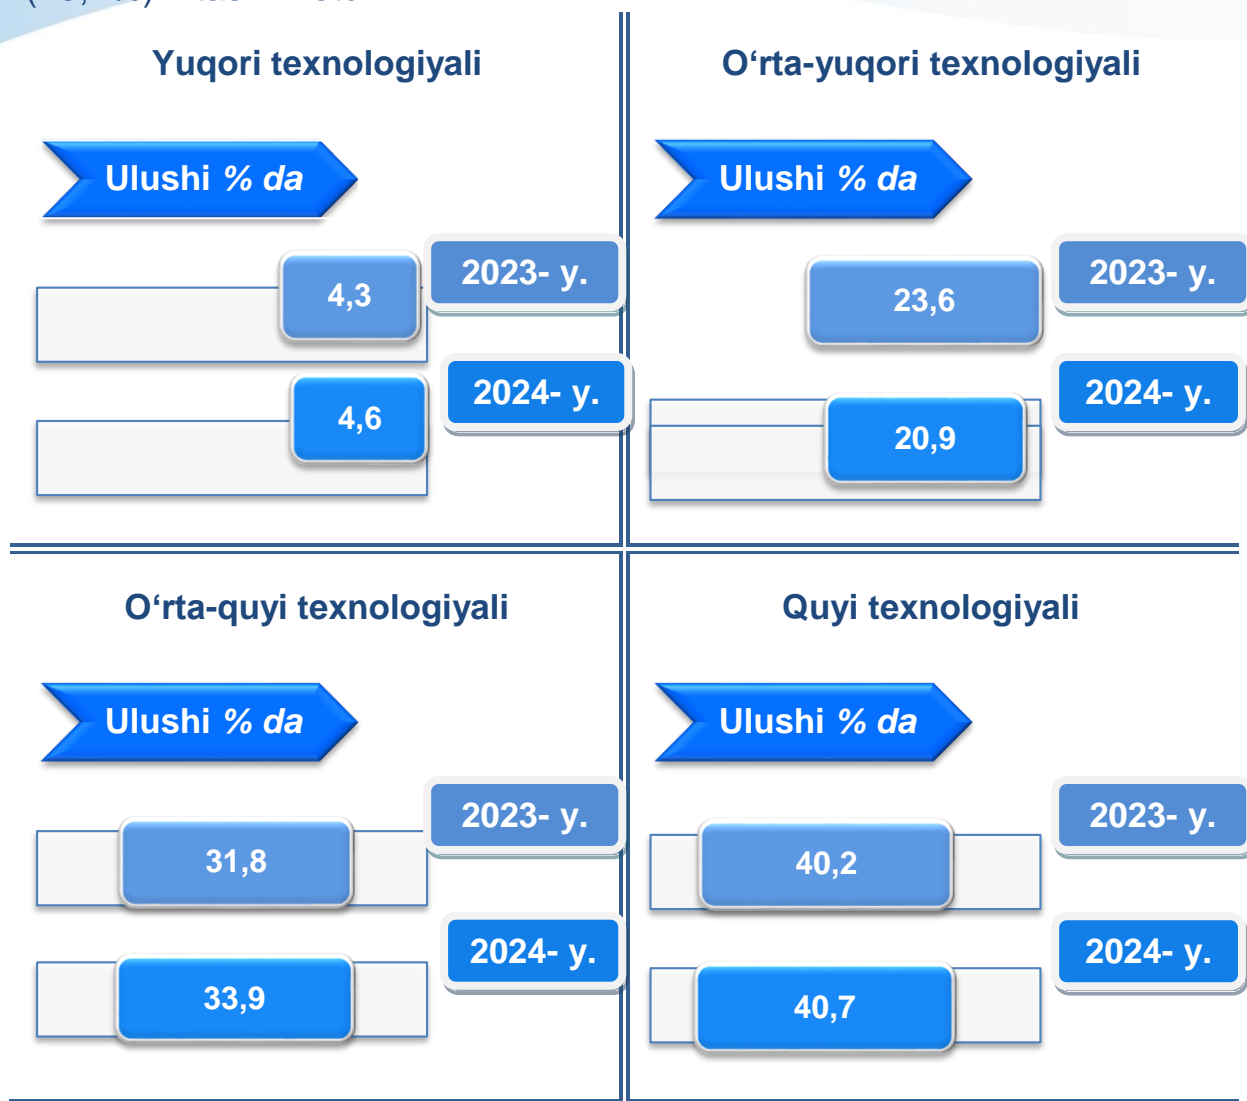 Yuqori texnologiyali
Ulushi % da
2023- y.
4,3
2024- y.
4,6
O‘rta-yuqori texnologiyali
Ulushi % da
2023- y.
23,6
2024- y.
20,9
O‘rta-quyi texnologiyali
Ulushi % da
2023- y.
31,8
2024- y.
33,9
Quyi texnologiyali
Ulushi % da
2023- y.
40,2
2024- y.
40,7